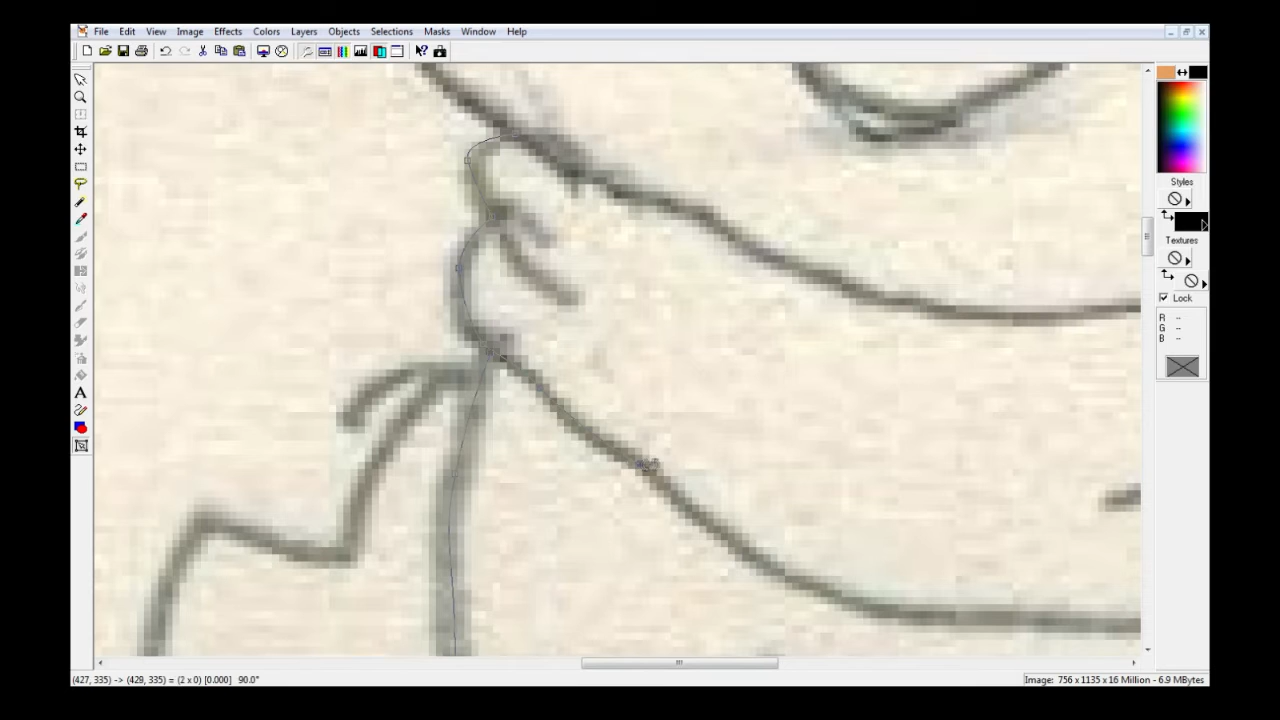 File Edit View Image Effects Colors Layers Objects Selections Masks Window Help
Styles
Textures
Lock
R --
G --
B --
(427, 335) -> (429, 335) = (2 x 0) [0.000] 90.0°
Image: 756 x 1135 x 16 Million - 6.9 MBytes